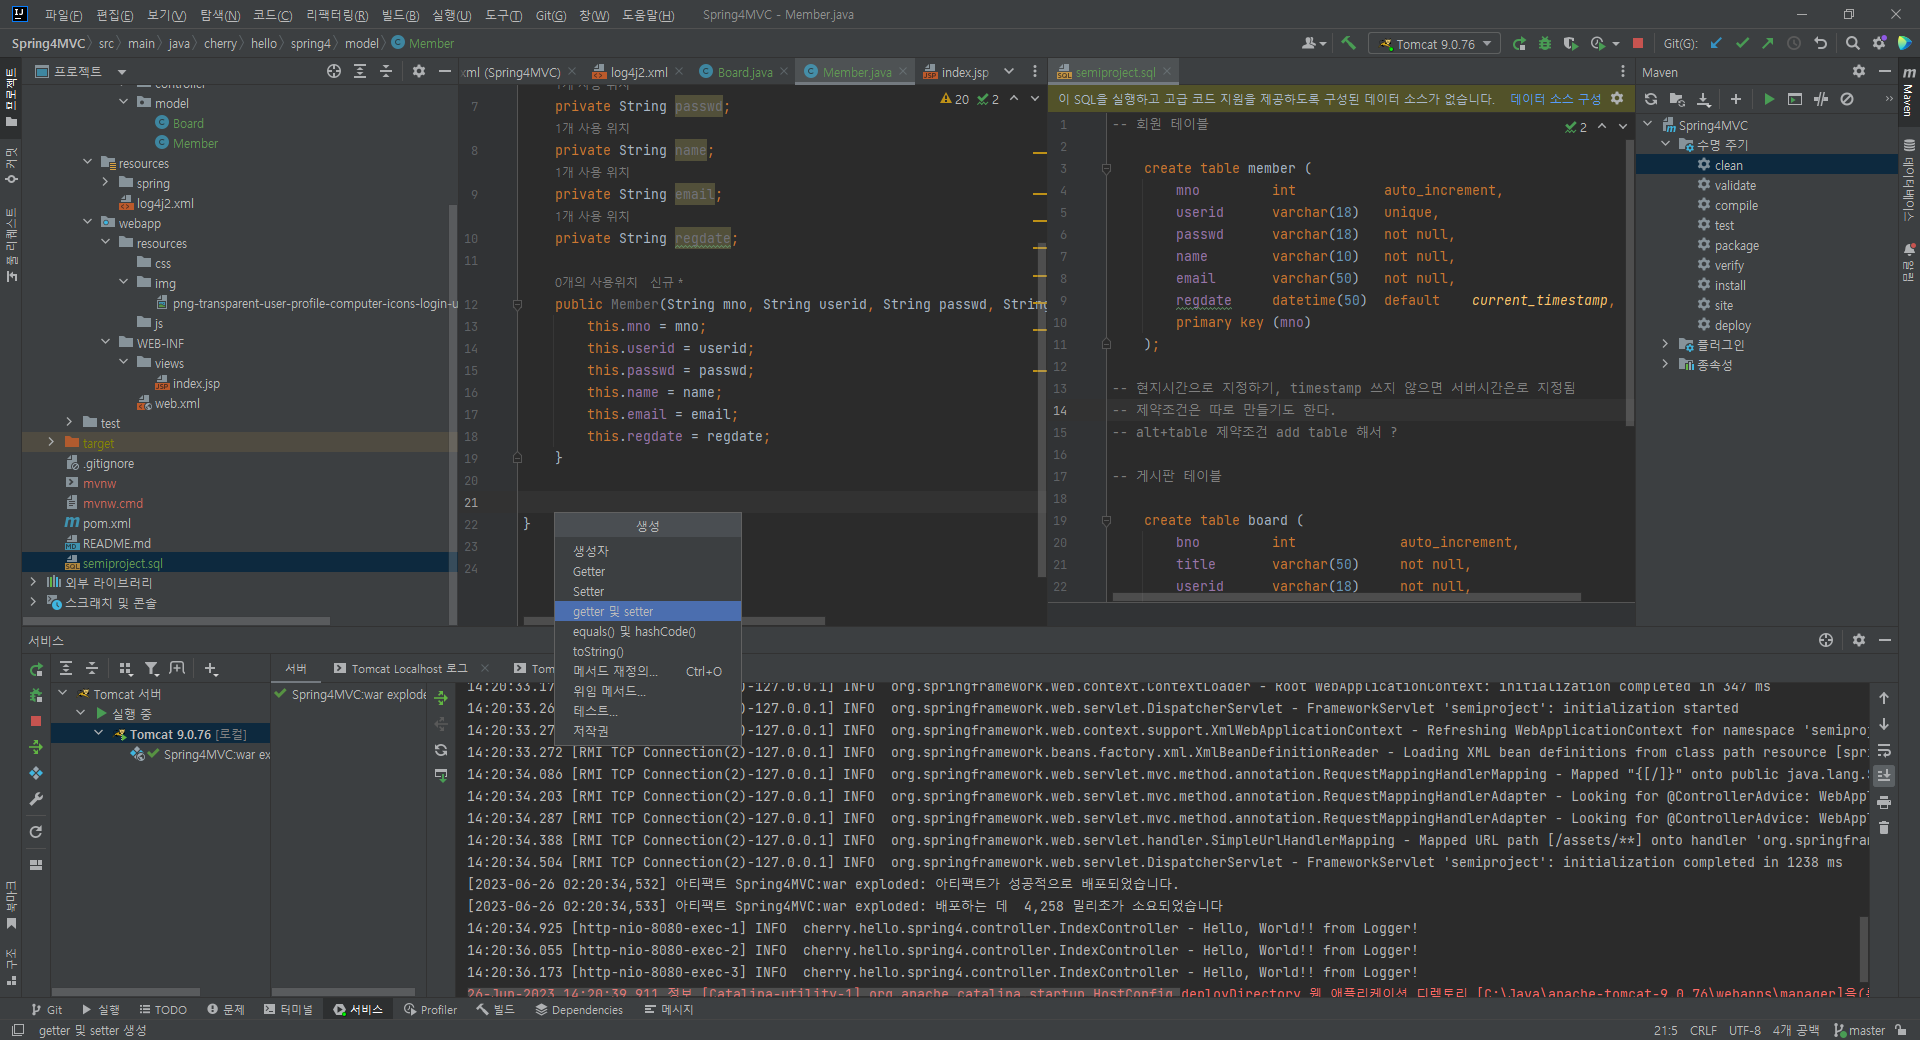 파일(F) 편집(E) 보기(V) 탐색(N) 코드(C) 리팩터링(R) 빌드(B) 실행(U) 도구(T) Git(G) 창(W) 도움말(H) Spring4MVC - Member.java
Spring4MVC src main java cherry hello spring4 model Member
Tomcat 9.0.76 Git(G):
프로젝트
model
Board
Member
resources
spring
log4j2.xml
webapp
resources
css
img
png-transparent-user-profile-computer-icons-login-u
js
WEB-INF
views
index.jsp
web.xml
test
target
.gitignore
mvnw
mvnw.cmd
pom.xml
README.md
semiproject.sql
외부 라이브러리
스크래치 및 콘솔
xml (Spring4MVC) log4j2.xml Board.java Member.java index.jsp
20 2
7 private String passwd;
1개 사용 위치
8 private String name;
1개 사용 위치
9 private String email;
1개 사용 위치
10 private String regdate;
11
0개의 사용위치 신규 *
12 public Member(String mno, String userid, String passwd, String
13 this.mno = mno;
14 this.userid = userid;
15 this.passwd = passwd;
16 this.name = name;
17 this.email = email;
18 this.regdate = regdate;
19 }
20
21
22 }
23
24
생성
생성자
Getter
Setter
getter 및 setter
equals() 및 hashCode()
toString()
메서드 재정의... Ctrl+O
위임 메서드...
테스트...
저작권
semiproject.sql
이 SQL을 실행하고 고급 코드 지원을 제공하도록 구성된 데이터 소스가 없습니다. 데이터 소스 구성
2
1 -- 회원 테이블
2
3 create table member (
4 mno int auto_increment,
5 userid varchar(18) unique,
6 passwd varchar(18) not null,
7 name varchar(10) not null,
8 email varchar(50) not null,
9 regdate datetime(50) default current_timestamp,
10 primary key (mno)
11 );
12
13 -- 현지시간으로 지정하기, timestamp 쓰지 않으면 서버시간은로 지정됨
14 -- 제약조건은 따로 만들기도 한다.
15 -- alt+table 제약조건 add table 해서 ?
16
17 -- 게시판 테이블
18
19 create table board (
20 bno int auto_increment,
21 title varchar(50) not null,
22 userid varchar(18) not null,
Maven
Spring4MVC
수명 주기
clean
validate
compile
test
package
verify
install
site
deploy
플러그인
종속성
프로젝트
커밋
풀 리퀘스트
북마크
구조
Maven
데이터베이스
알림
서비스
서버 Tomcat Localhost 로그 Tom
Tomcat 서버
실행 중
Tomcat 9.0.76 [로컬]
Spring4MVC:war ex
Spring4MVC:war explode
14:20:33.17 )-127.0.0.1] INFO org.springframework.web.context.ContextLoader - Root WebApplicationContext: initialization completed in 347 ms
14:20:33.26 )-127.0.0.1] INFO org.springframework.web.servlet.DispatcherServlet - FrameworkServlet 'semiproject': initialization started
14:20:33.27 )-127.0.0.1] INFO org.springframework.web.context.support.XmlWebApplicationContext - Refreshing WebApplicationContext for namespace 'semiproj
14:20:33.272 [RMI TCP Connection(2)-127.0.0.1] INFO org.springframework.beans.factory.xml.XmlBeanDefinitionReader - Loading XML bean definitions from class path resource [spr
14:20:34.086 [RMI TCP Connection(2)-127.0.0.1] INFO org.springframework.web.servlet.mvc.method.annotation.RequestMappingHandlerMapping - Mapped "{[/]}" onto public java.lang.S
14:20:34.203 [RMI TCP Connection(2)-127.0.0.1] INFO org.springframework.web.servlet.mvc.method.annotation.RequestMappingHandlerAdapter - Looking for @ControllerAdvice: WebAppl
14:20:34.287 [RMI TCP Connection(2)-127.0.0.1] INFO org.springframework.web.servlet.mvc.method.annotation.RequestMappingHandlerAdapter - Looking for @ControllerAdvice: WebAppl
14:20:34.388 [RMI TCP Connection(2)-127.0.0.1] INFO org.springframework.web.servlet.handler.SimpleUrlHandlerMapping - Mapped URL path [/assets/**] onto handler 'org.springfram
14:20:34.504 [RMI TCP Connection(2)-127.0.0.1] INFO org.springframework.web.servlet.DispatcherServlet - FrameworkServlet 'semiproject': initialization completed in 1238 ms
[2023-06-26 02:20:34,532] 아티팩트 Spring4MVC:war exploded: 아티팩트가 성공적으로 배포되었습니다.
[2023-06-26 02:20:34,533] 아티팩트 Spring4MVC:war exploded: 배포하는 데 4,258 밀리초가 소요되었습니다
14:20:34.925 [http-nio-8080-exec-1] INFO cherry.hello.spring4.controller.IndexController - Hello, World!! from Logger!
14:20:36.055 [http-nio-8080-exec-2] INFO cherry.hello.spring4.controller.IndexController - Hello, World!! from Logger!
14:20:36.173 [http-nio-8080-exec-3] INFO cherry.hello.spring4.controller.IndexController - Hello, World!! from Logger!
26-Jun-2023 14:20:39.911 정보 [Catalina-utility-1] org.apache.catalina.startup.HostConfig.deployDirectory 웹 애플리케이션 디렉토리 [C:\Java\apache-tomcat-9.0.76\webapps\manager]을(를
Git 실행 TODO 문제 터미널 서비스 Profiler 빌드 Dependencies 메시지
getter 및 setter 생성 21:5 CRLF UTF-8 4개 공백 master